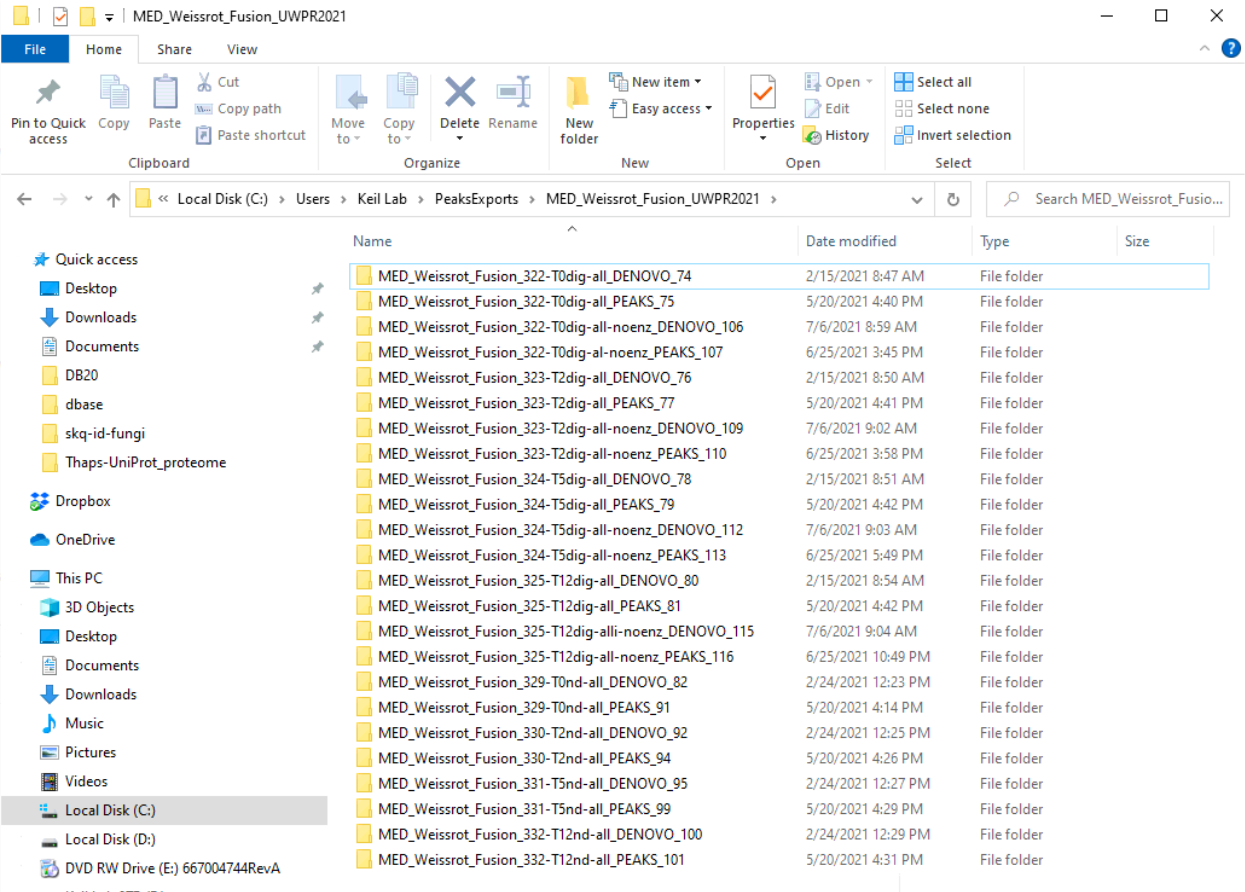 MED_Weissrot_Fusion_UWPR2021
File Home Share View
Pin to Quick access
Copy
Paste
Cut
Copy path
Paste shortcut
Clipboard
Move to
Copy to
Delete
Rename
Organize
New folder
New item
Easy access
New
Properties
Open
Edit
History
Open
Select all
Select none
Invert selection
Select
« Local Disk (C:) › Users › Keil Lab › PeaksExports › MED_Weissrot_Fusion_UWPR2021 ›
Search MED_Weissrot_Fusio...
Quick access
Desktop
Downloads
Documents
DB20
dbase
skq-id-fungi
Thaps-UniProt_proteome
Dropbox
OneDrive
This PC
3D Objects
Desktop
Documents
Downloads
Music
Pictures
Videos
Local Disk (C:)
Local Disk (D:)
DVD RW Drive (E:) 667004744RevA
Name Date modified Type Size
MED_Weissrot_Fusion_322-T0dig-all_DENOVO_74 2/15/2021 8:47 AM File folder
MED_Weissrot_Fusion_322-T0dig-all_PEAKS_75 5/20/2021 4:40 PM File folder
MED_Weissrot_Fusion_322-T0dig-all-noenz_DENOVO_106 7/6/2021 8:59 AM File folder
MED_Weissrot_Fusion_322-T0dig-al-noenz_PEAKS_107 6/25/2021 3:45 PM File folder
MED_Weissrot_Fusion_323-T2dig-all_DENOVO_76 2/15/2021 8:50 AM File folder
MED_Weissrot_Fusion_323-T2dig-all_PEAKS_77 5/20/2021 4:41 PM File folder
MED_Weissrot_Fusion_323-T2dig-all-noenz_DENOVO_109 7/6/2021 9:02 AM File folder
MED_Weissrot_Fusion_323-T2dig-all-noenz_PEAKS_110 6/25/2021 3:58 PM File folder
MED_Weissrot_Fusion_324-T5dig-all_DENOVO_78 2/15/2021 8:51 AM File folder
MED_Weissrot_Fusion_324-T5dig-all_PEAKS_79 5/20/2021 4:42 PM File folder
MED_Weissrot_Fusion_324-T5dig-all-noenz_DENOVO_112 7/6/2021 9:03 AM File folder
MED_Weissrot_Fusion_324-T5dig-all-noenz_PEAKS_113 6/25/2021 5:49 PM File folder
MED_Weissrot_Fusion_325-T12dig-all_DENOVO_80 2/15/2021 8:54 AM File folder
MED_Weissrot_Fusion_325-T12dig-all_PEAKS_81 5/20/2021 4:42 PM File folder
MED_Weissrot_Fusion_325-T12dig-alli-noenz_DENOVO_115 7/6/2021 9:04 AM File folder
MED_Weissrot_Fusion_325-T12dig-all-noenz_PEAKS_116 6/25/2021 10:49 PM File folder
MED_Weissrot_Fusion_329-T0nd-all_DENOVO_82 2/24/2021 12:23 PM File folder
MED_Weissrot_Fusion_329-T0nd-all_PEAKS_91 5/20/2021 4:14 PM File folder
MED_Weissrot_Fusion_330-T2nd-all_DENOVO_92 2/24/2021 12:25 PM File folder
MED_Weissrot_Fusion_330-T2nd-all_PEAKS_94 5/20/2021 4:26 PM File folder
MED_Weissrot_Fusion_331-T5nd-all_DENOVO_95 2/24/2021 12:27 PM File folder
MED_Weissrot_Fusion_331-T5nd-all_PEAKS_99 5/20/2021 4:29 PM File folder
MED_Weissrot_Fusion_332-T12nd-all_DENOVO_100 2/24/2021 12:29 PM File folder
MED_Weissrot_Fusion_332-T12nd-all_PEAKS_101 5/20/2021 4:31 PM File folder